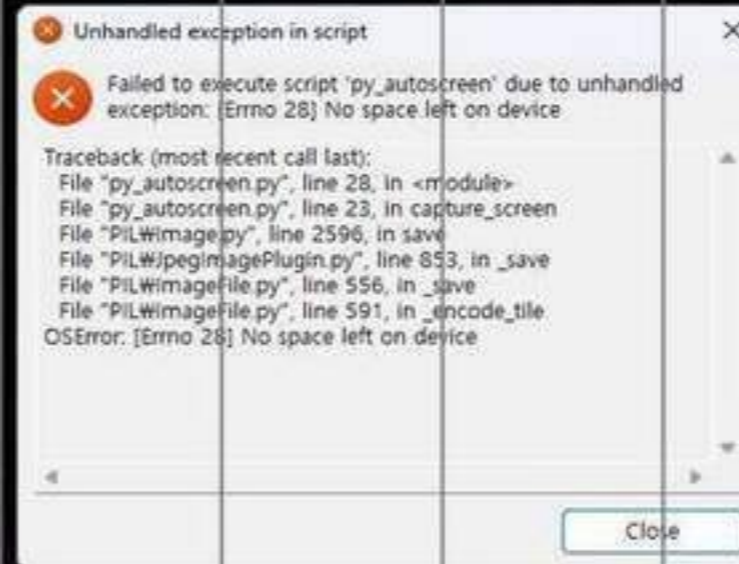 Unhandled exception in script
Failed to execute script 'py_autoscreen' due to unhandled
exception: [Errno 28] No space left on device
Traceback (most recent call last):
File "py_autoscreen.py", line 28, in <module>
File "py_autoscreen.py", line 23, in capture_screen
File "PIL₩Image.py", line 2596, in save
File "PIL₩JpegImagePlugin.py", line 853, in _save
File "PIL₩ImageFile.py", line 556, in _save
File "PIL₩ImageFile.py", line 591, in _encode_tile
OSError: [Errno 28] No space left on device
Close